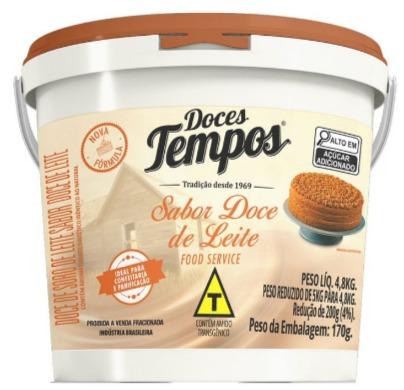 Doces
Tempos®
Tradição desde 1969
Sabor Doce
de Leite
FOOD SERVICE
NOVA
FÓRMULA
DOCE DE SORO DE LEITE SABOR DOCE DE LEITE
ALTO EM
AÇÚCAR
ADICIONADO
IDEAL PARA
CONFEITARIA
E PANIFICAÇÃO
PROIBIDA A VENDA FRACIONADA
INDÚSTRIA BRASILEIRA
T
CONTÉM AMIDO
TRANSGÊNICO
PESO LÍQ. 4,8KG.
PESO REDUZIDO DE 5KG PARA 4,8KG.
Redução de 200g (4%).
Peso da Embalagem: 170g.